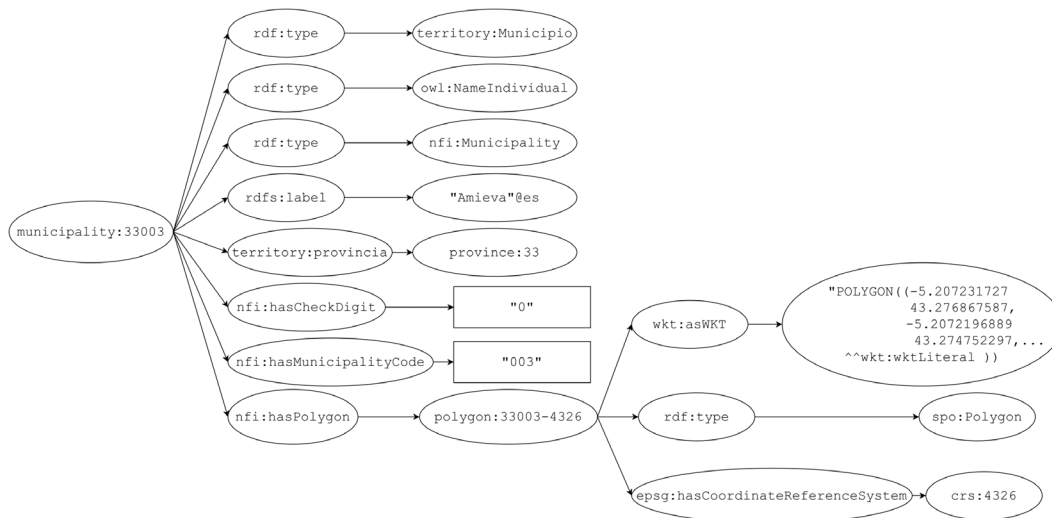 rdf:type
territory:Municipio
rdf:type
owl:NameIndividual
rdf:type
nfi:Municipality
rdfs:label
"Amieva"@es
municipality:33003
territory:provincia
province:33
nfi:hasCheckDigit
"0"
nfi:hasMunicipalityCode
"003"
nfi:hasPolygon
polygon:33003-4326
wkt:asWKT
"POLYGON((-5.207231727
43.276867587,
-5.2072196889
43.274752297,...
^^wkt:wktLiteral ))
rdf:type
spo:Polygon
epsg:hasCoordinateReferenceSystem
crs:4326